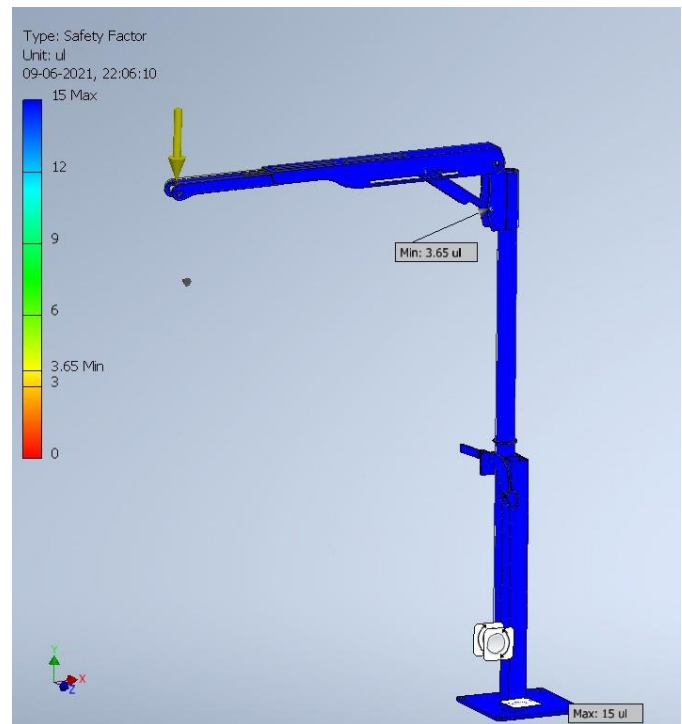 Type: Safety Factor
Unit: ul
09-06-2021, 22:06:10
15 Max
12
9
6
3.65 Min
3
0
Min: 3.65 ul
Max: 15 ul
Y
X
Z